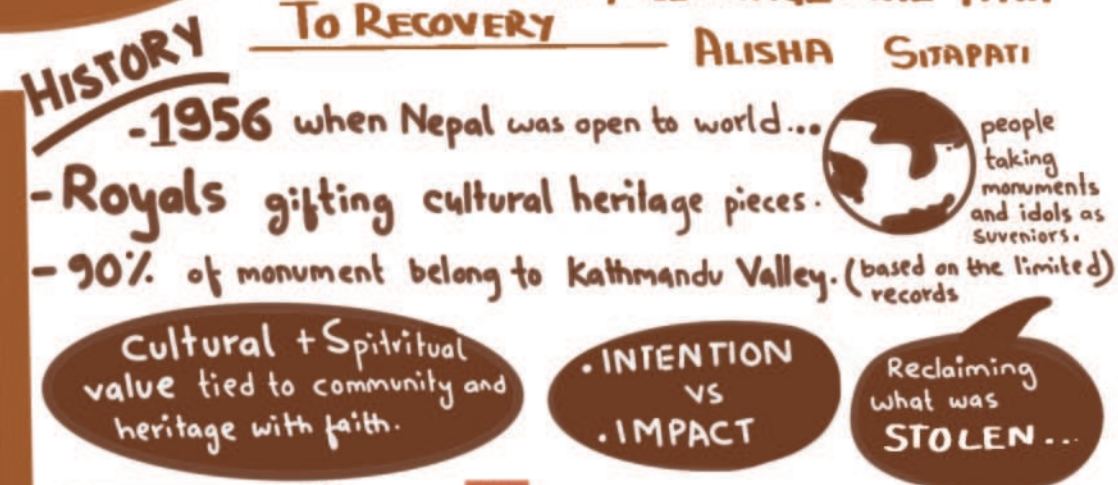 To RECOVERY
ALISHA SITAPATI
HISTORY
-1956 when Nepal was open to world...
people
taking
monuments
and idols as
suveniors.
-Royals gifting cultural heritage pieces.
-90% of monument belong to Kathmandu Valley. (based on the limited)
records
Cultural + Spitritual
value tied to community and
heritage with faith.
. INTENTION
VS
. IMPACT
Reclaiming
what was
STOLEN...